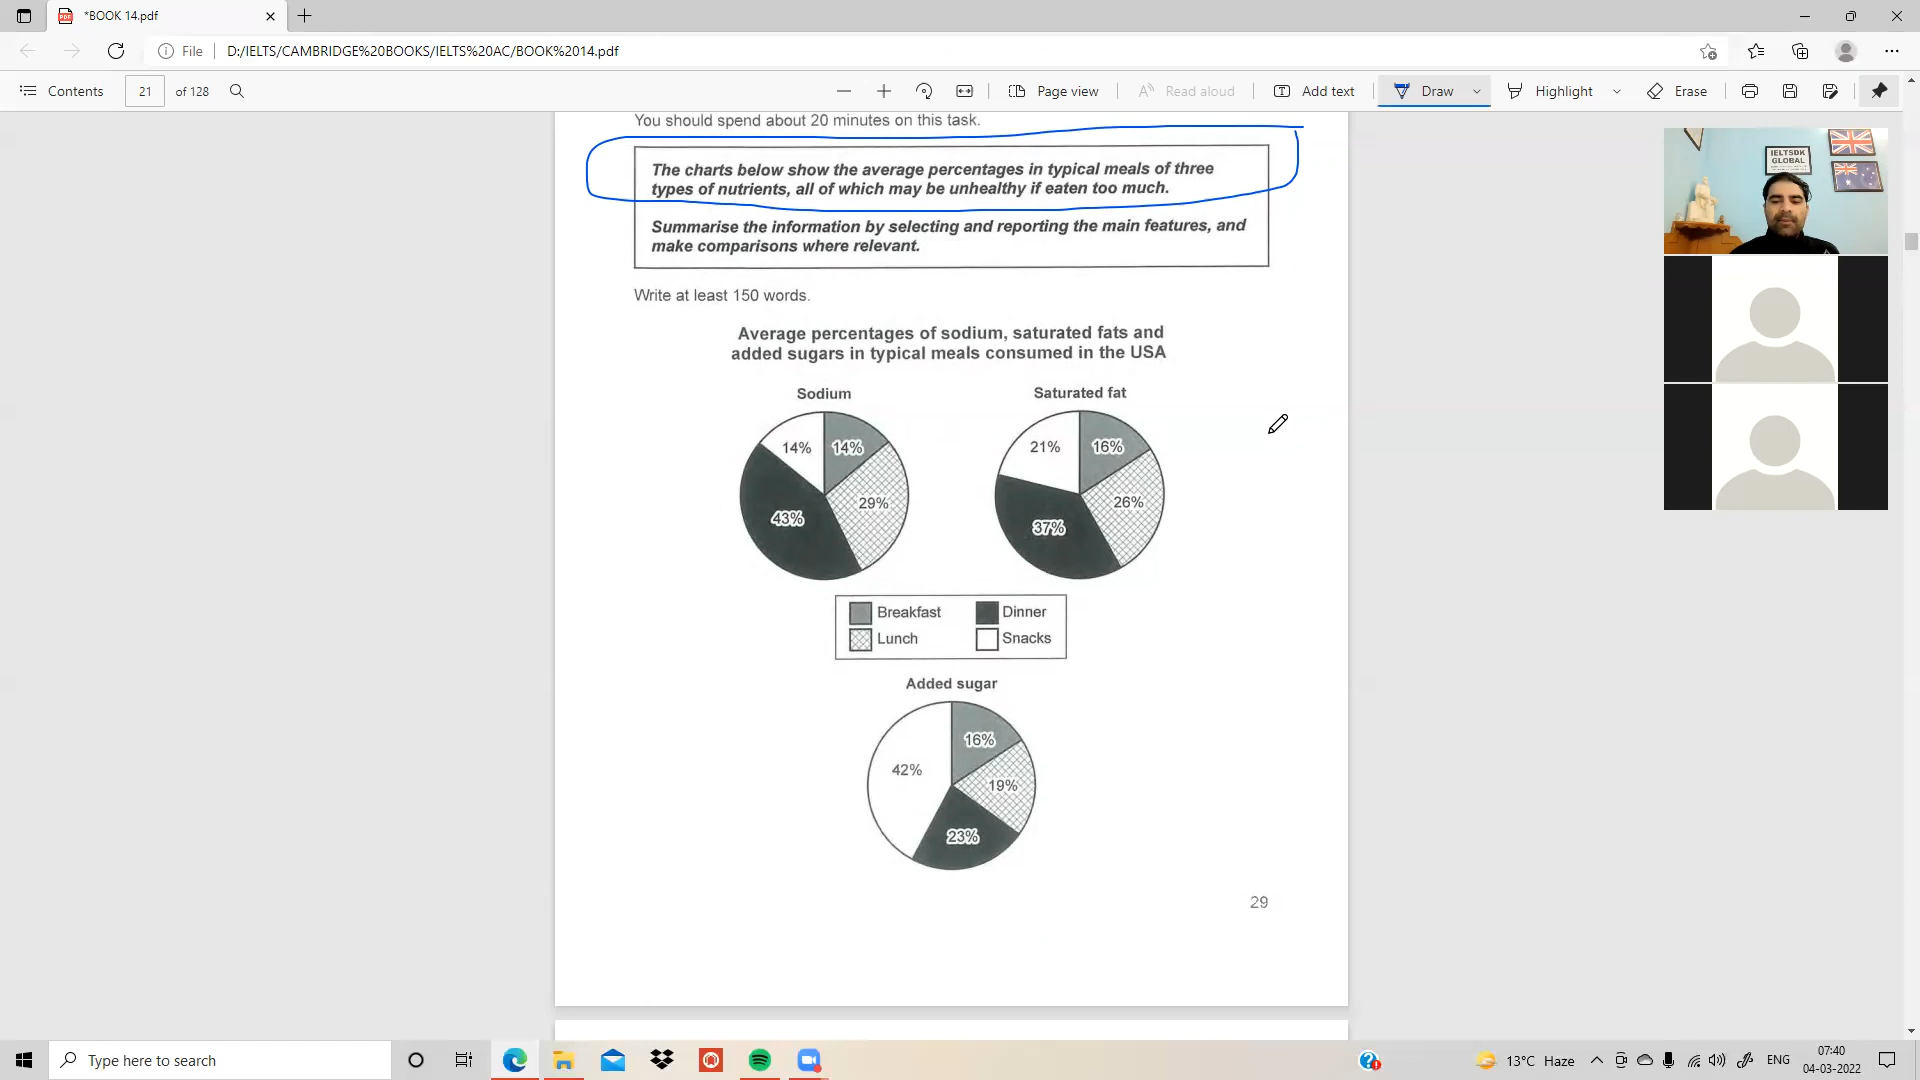 *BOOK 14.pdf
File
D:/IELTS/CAMBRIDGE%20BOOKS/IELTS%20AC/BOOK%2014.pdf
Contents
21
of 128
Page view
Read aloud
Add text
Draw
Highlight
Erase
You should spend about 20 minutes on this task.
The charts below show the average percentages in typical meals of three
types of nutrients, all of which may be unhealthy if eaten too much.
Summarise the information by selecting and reporting the main features, and
make comparisons where relevant.
Write at least 150 words.
Average percentages of sodium, saturated fats and
added sugars in typical meals consumed in the USA
Sodium
14%
14%
29%
43%
Saturated fat
21%
16%
26%
37%
Breakfast
Dinner
Lunch
Snacks
Added sugar
16%
42%
19%
23%
29
IELTSDK
GLOBAL
Type here to search
13°C Haze
ENG
07:40
04-03-2022